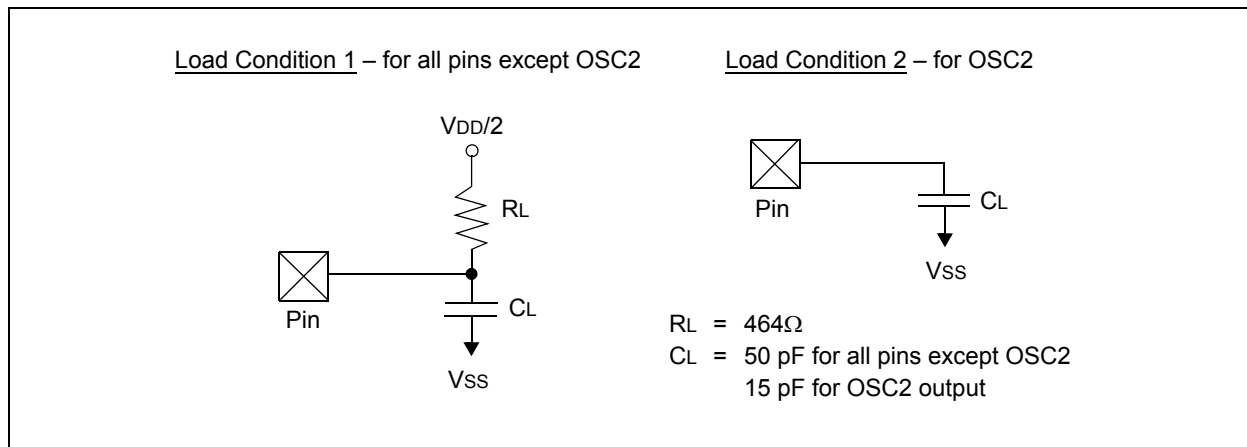 Load Condition 1 – for all pins except OSC2
Load Condition 2 – for OSC2
VDD/2
RL
Pin
CL
VSS
Pin
CL
VSS
RL = 464Ω
CL = 50 pF for all pins except OSC2
15 pF for OSC2 output